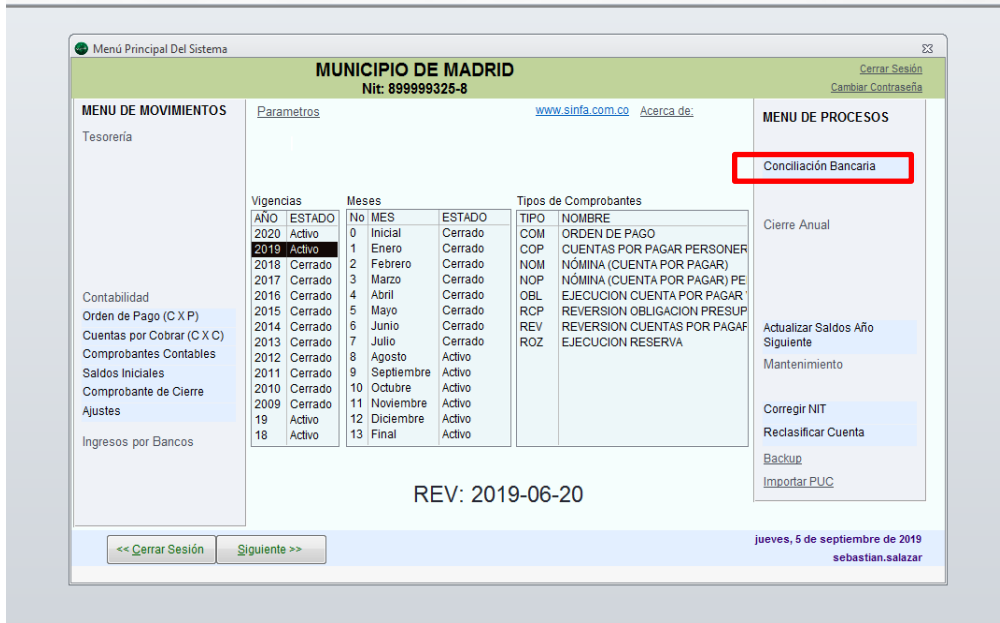 Menú Principal Del Sistema
MUNICIPIO DE MADRID
Nit: 899999325-8
Cerrar Sesión
Cambiar Contraseña
MENU DE MOVIMIENTOS
Tesorería
Contabilidad
Orden de Pago (C X P)
Cuentas por Cobrar (C X C)
Comprobantes Contables
Saldos Iniciales
Comprobante de Cierre
Ajustes
Ingresos por Bancos
Parametros
www.sinfa.com.co Acerca de:
Vigencias
AÑO ESTADO
2020 Activo
2019 Activo
2018 Cerrado
2017 Cerrado
2016 Cerrado
2015 Cerrado
2014 Cerrado
2013 Cerrado
2012 Cerrado
2011 Cerrado
2010 Cerrado
2009 Cerrado
19 Activo
18 Activo
Meses
No MES ESTADO
0 Inicial Cerrado
1 Enero Cerrado
2 Febrero Cerrado
3 Marzo Cerrado
4 Abril Cerrado
5 Mayo Cerrado
6 Junio Cerrado
7 Julio Cerrado
8 Agosto Activo
9 Septiembre Activo
10 Octubre Activo
11 Noviembre Activo
12 Diciembre Activo
13 Final Activo
Tipos de Comprobantes
TIPO NOMBRE
COM ORDEN DE PAGO
COP CUENTAS POR PAGAR PERSONER
NOM NÓMINA (CUENTA POR PAGAR)
NOP NÓMINA (CUENTA POR PAGAR) PE
OBL EJECUCION CUENTA POR PAGAR
RCP REVERSION OBLIGACION PRESUP
REV REVERSION CUENTAS POR PAGAR
ROZ EJECUCION RESERVA
MENU DE PROCESOS
Conciliación Bancaria
Cierre Anual
Actualizar Saldos Año
Siguiente
Mantenimiento
Corregir NIT
Reclasificar Cuenta
Backup
Importar PUC
REV: 2019-06-20
<< Cerrar Sesión
Siguiente >>
jueves, 5 de septiembre de 2019
sebastian.salazar